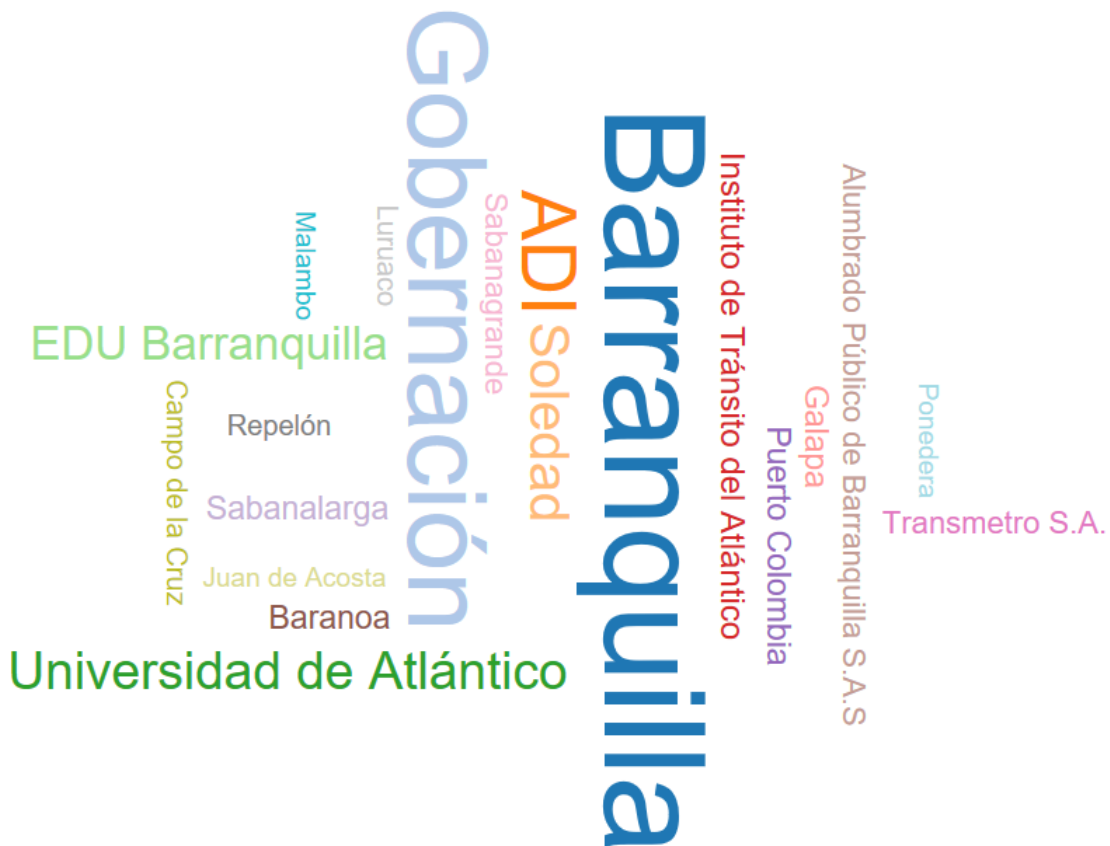 Gobernación
Barranquilla
Instituto de Tránsito del Atlántico
Alumbrado Público de Barranquilla S.A.S
ADI
Sabanagrande
Luruaco
Malambo
EDU Barranquilla
Soledad
Campo de la Cruz
Repelón
Galapa
Ponedera
Puerto Colombia
Sabanalarga
Transmetro S.A.
Juan de Acosta
Baranoa
Universidad de Atlántico